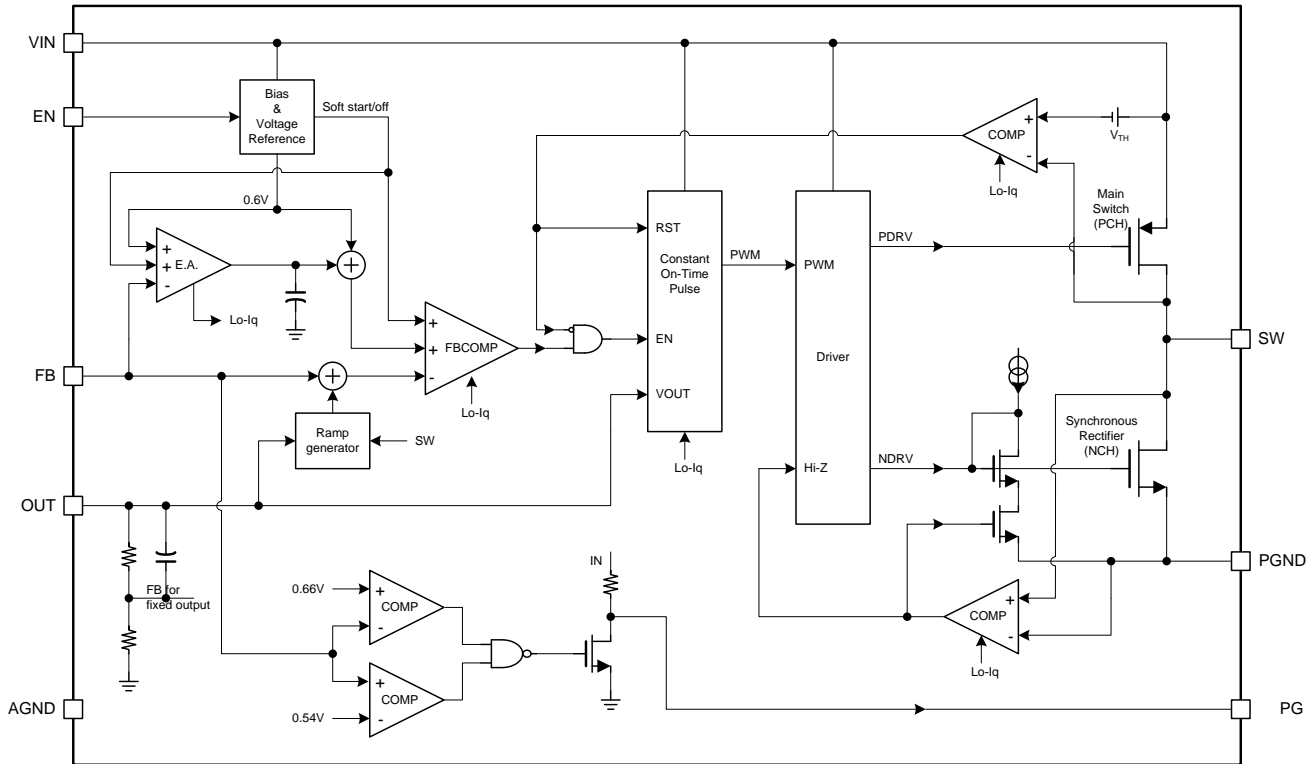 VIN
EN
FB
OUT
AGND
Bias
&
Voltage
Reference
Soft start/off
0.6V
+
+
E.A.
-
Lo-Iq
+
+
+
FBCOMP
-
Lo-Iq
+
Ramp
generator
SW
RST
Constant
On-Time
Pulse
EN
VOUT
Lo-Iq
PWM
PWM
Driver
Hi-Z
PDRV
NDRV
+
COMP
-
VTH
Lo-Iq
Main
Switch
(PCH)
Synchronous
Rectifier
(NCH)
+
COMP
-
Lo-Iq
FB for
fixed output
0.66V
+
COMP
-
+
COMP
-
0.54V
IN
SW
PGND
PG